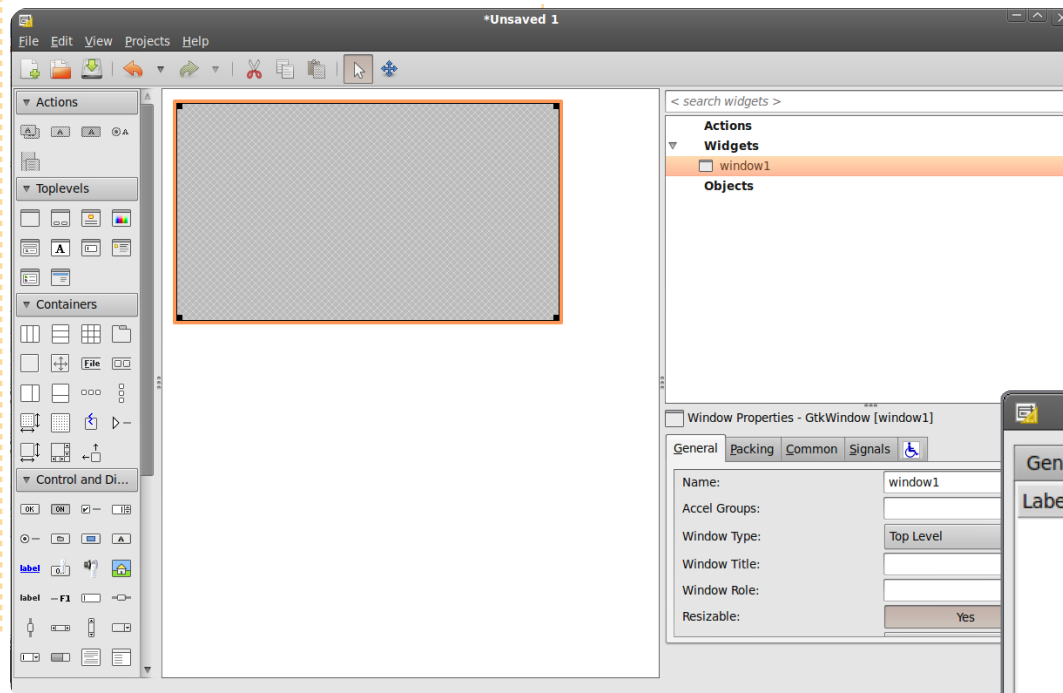 *Unsaved 1
File Edit View Projects Help
Actions
Toplevels
Containers
File
Control and Di...
OK ON
label
label F1
< search widgets >
Actions
Widgets
window1
Objects
Window Properties - GtkWindow [window1]
General Packing Common Signals
Name: window1
Accel Groups:
Window Type: Top Level
Window Title:
Window Role:
Resizable: Yes
Gen
Labe